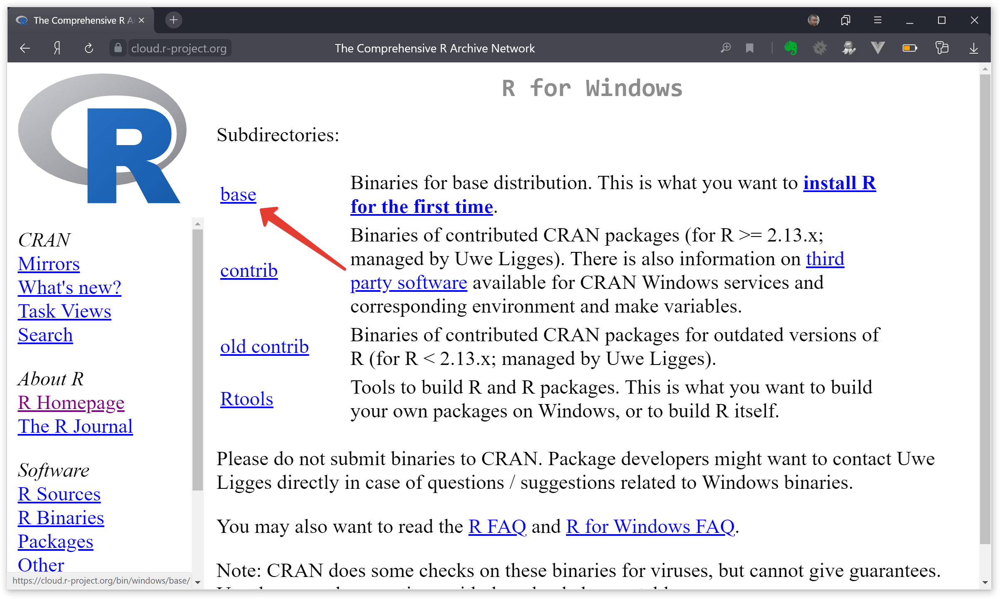 The Comprehensive R A
cloud.r-project.org
The Comprehensive R Archive Network
R
CRAN
Mirrors
What's new?
Task Views
Search
About R
R Homepage
The R Journal
Software
R Sources
R Binaries
Packages
Other
https://cloud.r-project.org/bin/windows/base/
R for Windows
Subdirectories:
base
Binaries for base distribution. This is what you want to install R
for the first time.
contrib
Binaries of contributed CRAN packages (for R >= 2.13.x;
managed by Uwe Ligges). There is also information on third
party software available for CRAN Windows services and
corresponding environment and make variables.
old contrib
Binaries of contributed CRAN packages for outdated versions of
R (for R < 2.13.x; managed by Uwe Ligges).
Rtools
Tools to build R and R packages. This is what you want to build
your own packages on Windows, or to build R itself.
Please do not submit binaries to CRAN. Package developers might want to contact Uwe
Ligges directly in case of questions / suggestions related to Windows binaries.
You may also want to read the R FAQ and R for Windows FAQ.
Note: CRAN does some checks on these binaries for viruses, but cannot give guarantees.